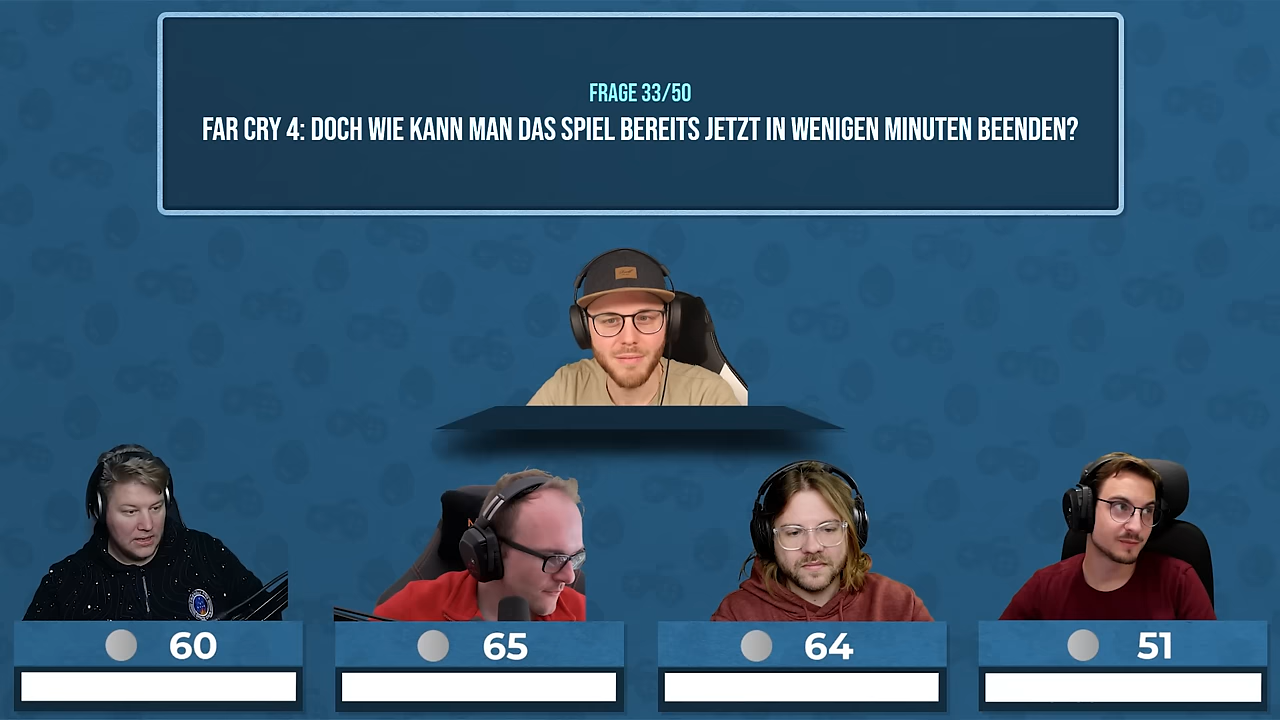 FRAGE 33/50
FAR CRY 4: DOCH WIE KANN MAN DAS SPIEL BEREITS JETZT IN WENIGEN MINUTEN BEENDEN?
60
65
64
51